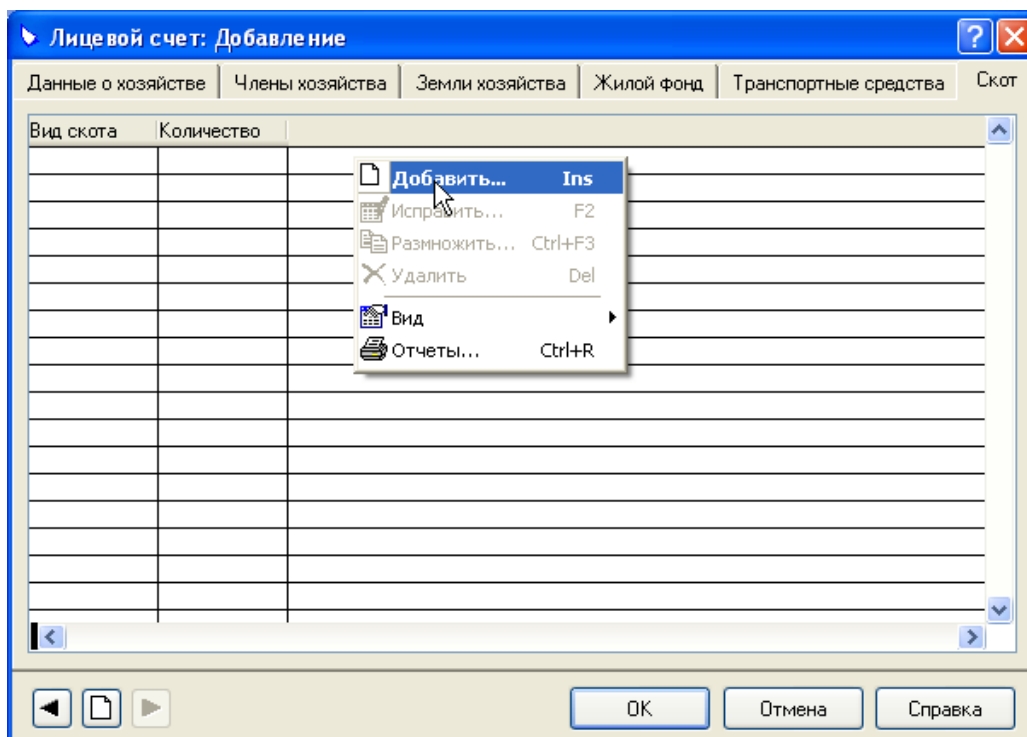 Лицевой счет: Добавление
Данные о хозяйстве Члены хозяйства Земли хозяйства Жилой фонд Транспортные средства Скот
Вид скота Количество
Добавить... Ins
Исправить... F2
Размножить... Ctrl+F3
Удалить Del
Вид
Отчеты... Ctrl+R
OK Отмена Справка